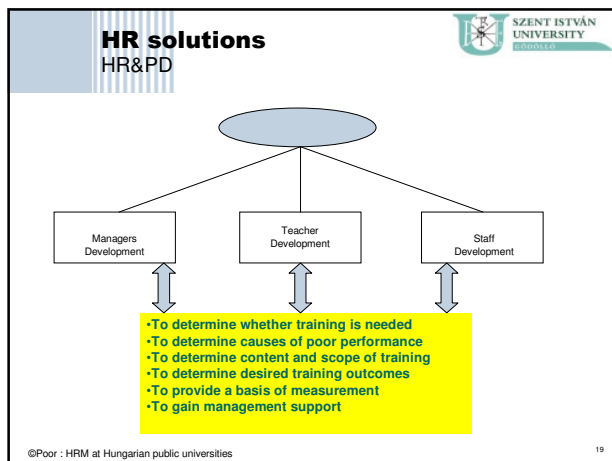 HR solutions
HR&PD
SZENT ISTVÁN
UNIVERSITY
GÖDÖLLŐ
Managers
Development
Teacher
Development
Staff
Development
•To determine whether training is needed
•To determine causes of poor performance
•To determine content and scope of training
•To determine desired training outcomes
•To provide a basis of measurement
•To gain management support
©Poor : HRM at Hungarian public universities
19